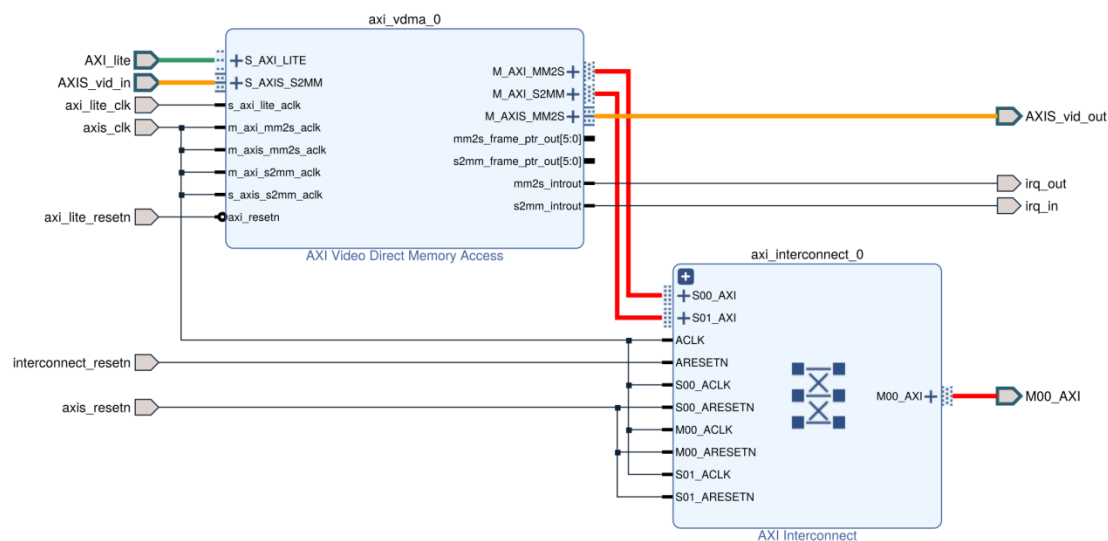 axi_vdma_0
AXI_lite
AXIS_vid_in
axi_lite_clk
axis_clk
axi_lite_resetn
S_AXI_LITE
S_AXIS_S2MM
s_axi_lite_aclk
m_axi_mm2s_aclk
m_axis_mm2s_aclk
m_axi_s2mm_aclk
s_axis_s2mm_aclk
axi_resetn
M_AXI_MM2S
M_AXI_S2MM
M_AXIS_MM2S
mm2s_frame_ptr_out[5:0]
s2mm_frame_ptr_out[5:0]
mm2s_introut
s2mm_introut
AXIS_vid_out
irq_out
irq_in
AXI Video Direct Memory Access
axi_interconnect_0
interconnect_resetn
axis_resetn
S00_AXI
S01_AXI
ACLK
ARESETN
S00_ACLK
S00_ARESETN
M00_ACLK
M00_ARESETN
S01_ACLK
S01_ARESETN
M00_AXI
M00_AXI
AXI Interconnect